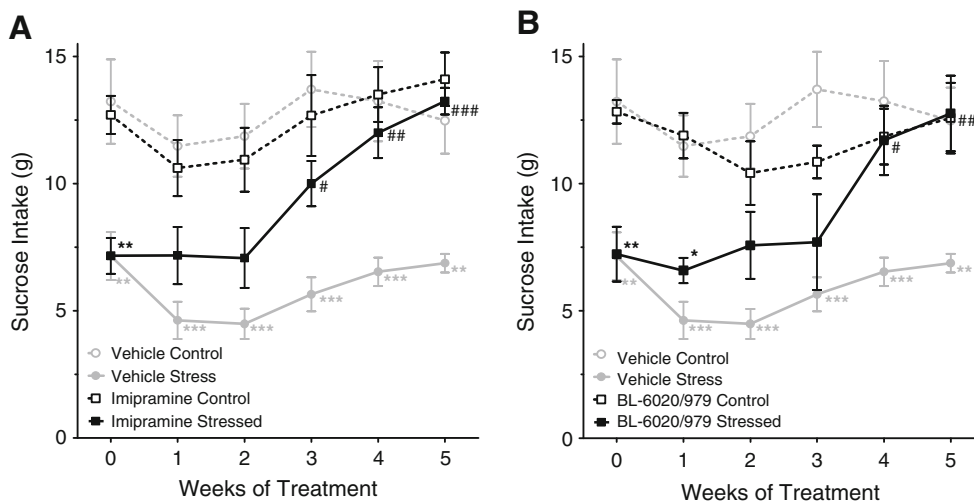 A
15
10
5
0
Sucrose Intake (g)
**
**
***
***
***
***
**
#
##
###
Vehicle Control
Vehicle Stress
Imipramine Control
Imipramine Stressed
0 1 2 3 4 5
Weeks of Treatment
B
15
10
5
0
Sucrose Intake (g)
**
**
*
***
***
***
***
**
#
##
Vehicle Control
Vehicle Stress
BL-6020/979 Control
BL-6020/979 Stressed
0 1 2 3 4 5
Weeks of Treatment